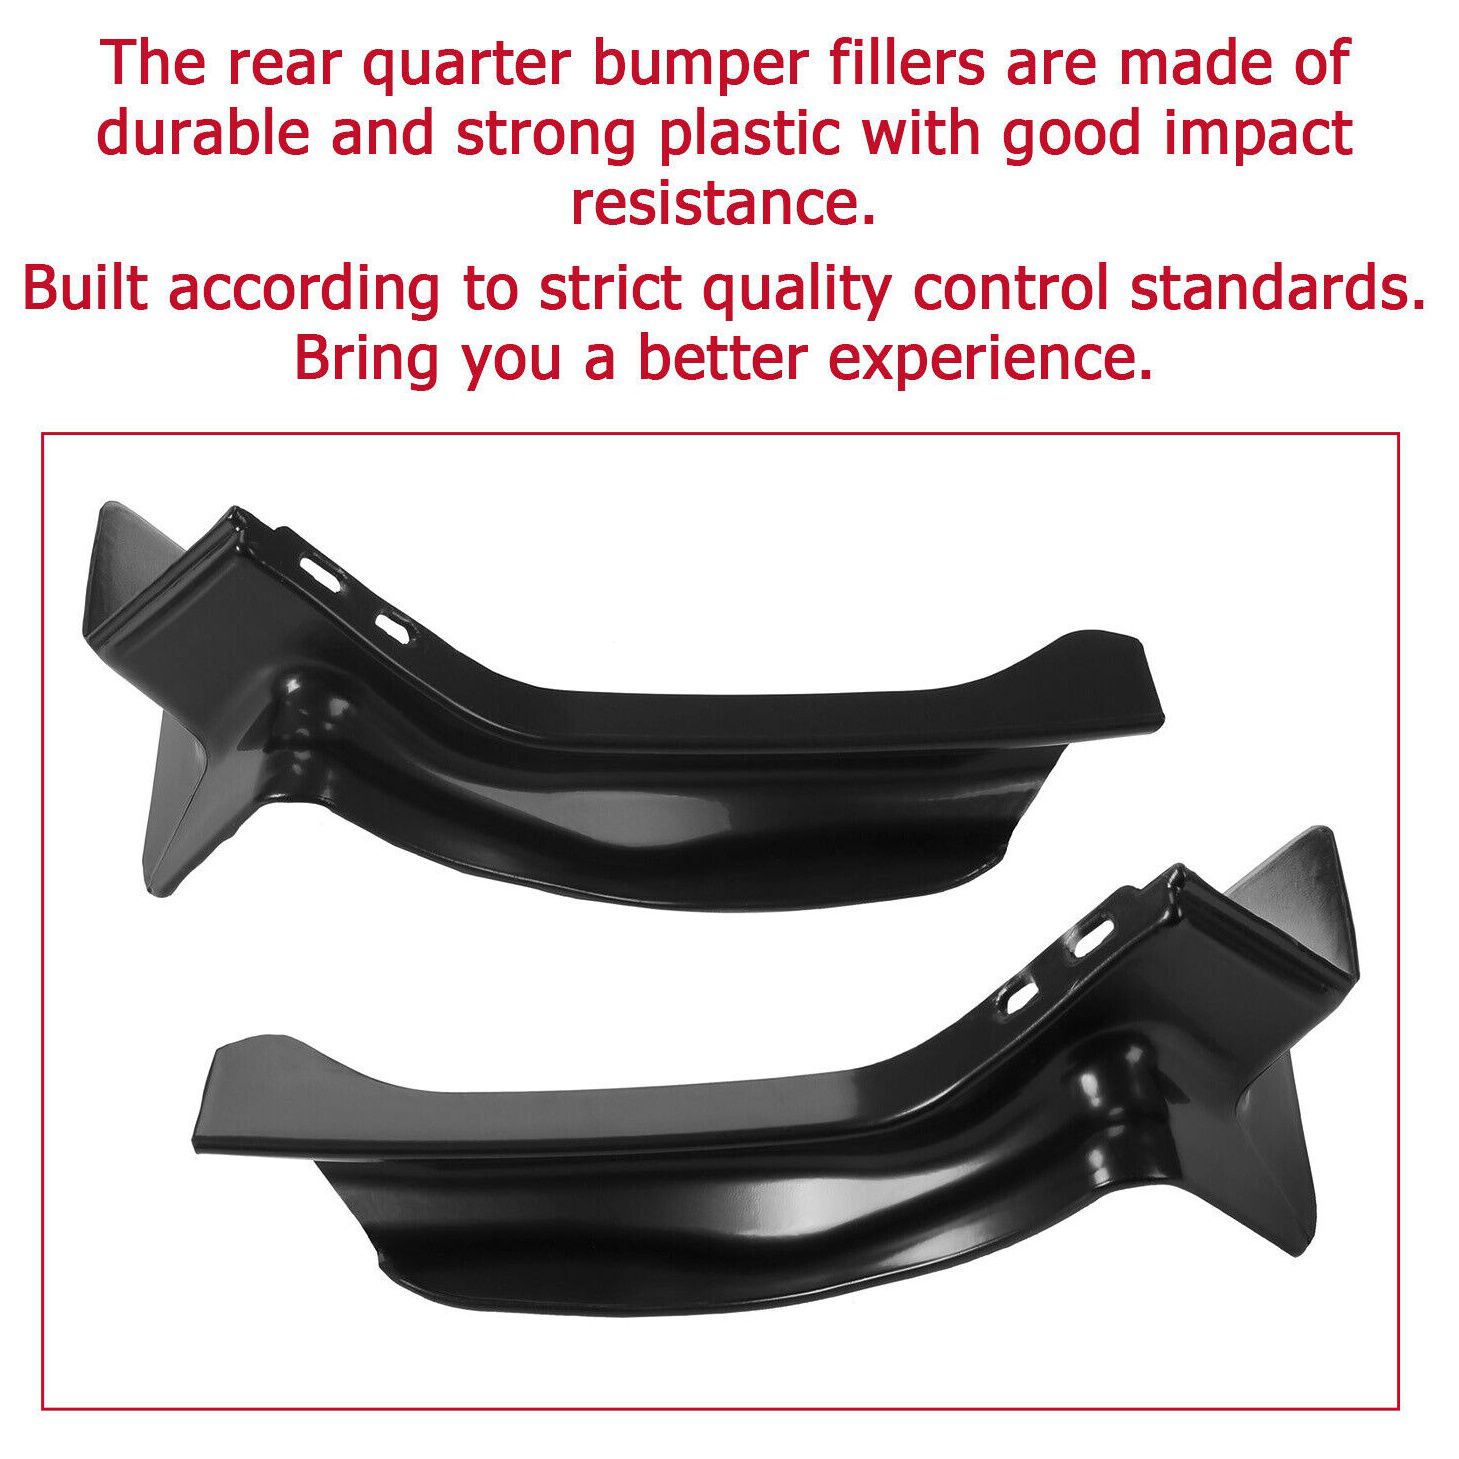 The rear quarter bumper fillers are made of
durable and strong plastic with good impact
resistance.
Built according to strict quality control standards.
Bring you a better experience.